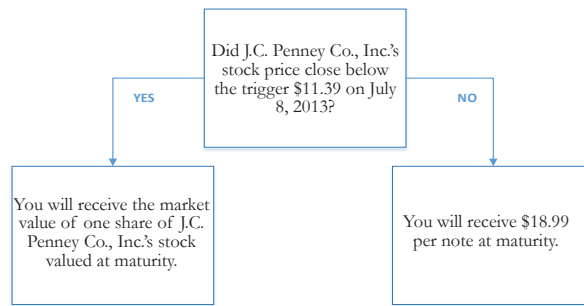 Did J.C. Penney Co., Inc.'s
stock price close below
the trigger $11.39 on July
8, 2013?
YES
NO
You will receive the market
value of one share of J.C.
Penney Co., Inc.'s stock
valued at maturity.
You will receive $18.99
per note at maturity.